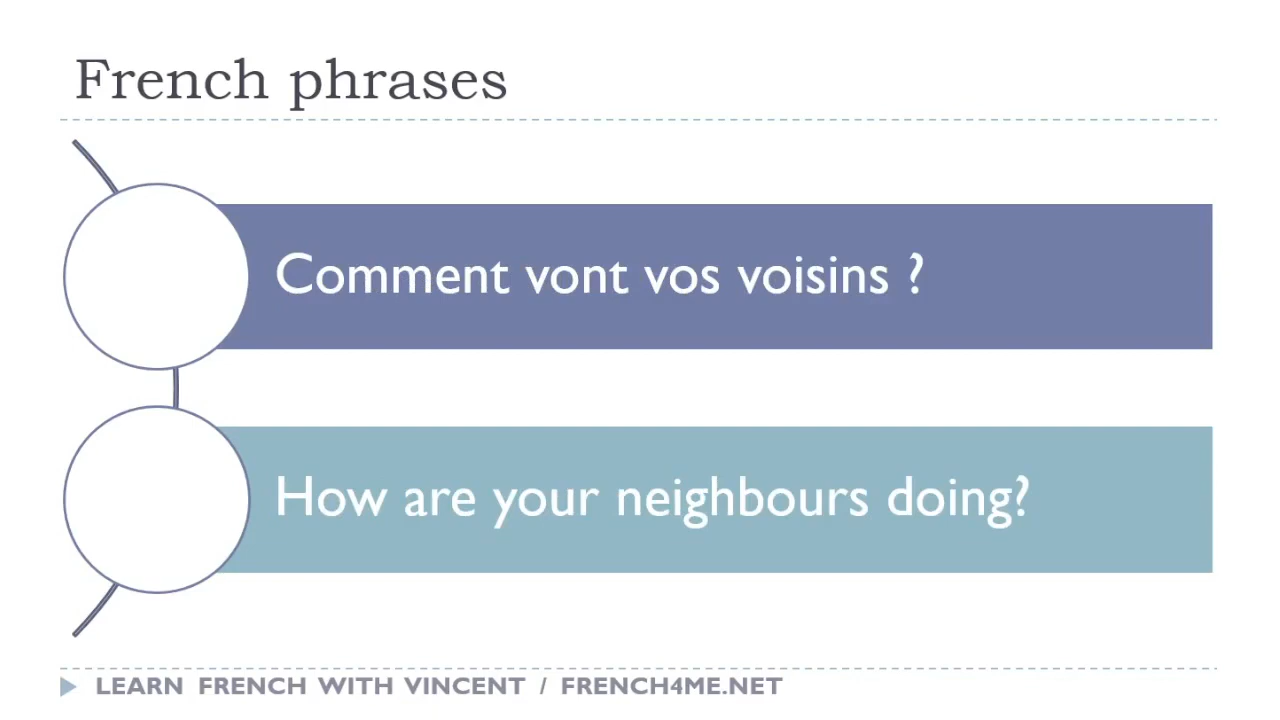 French phrases
Comment vont vos voisins ?
How are your neighbours doing?
LEARN FRENCH WITH VINCENT / FRENCH4ME.NET